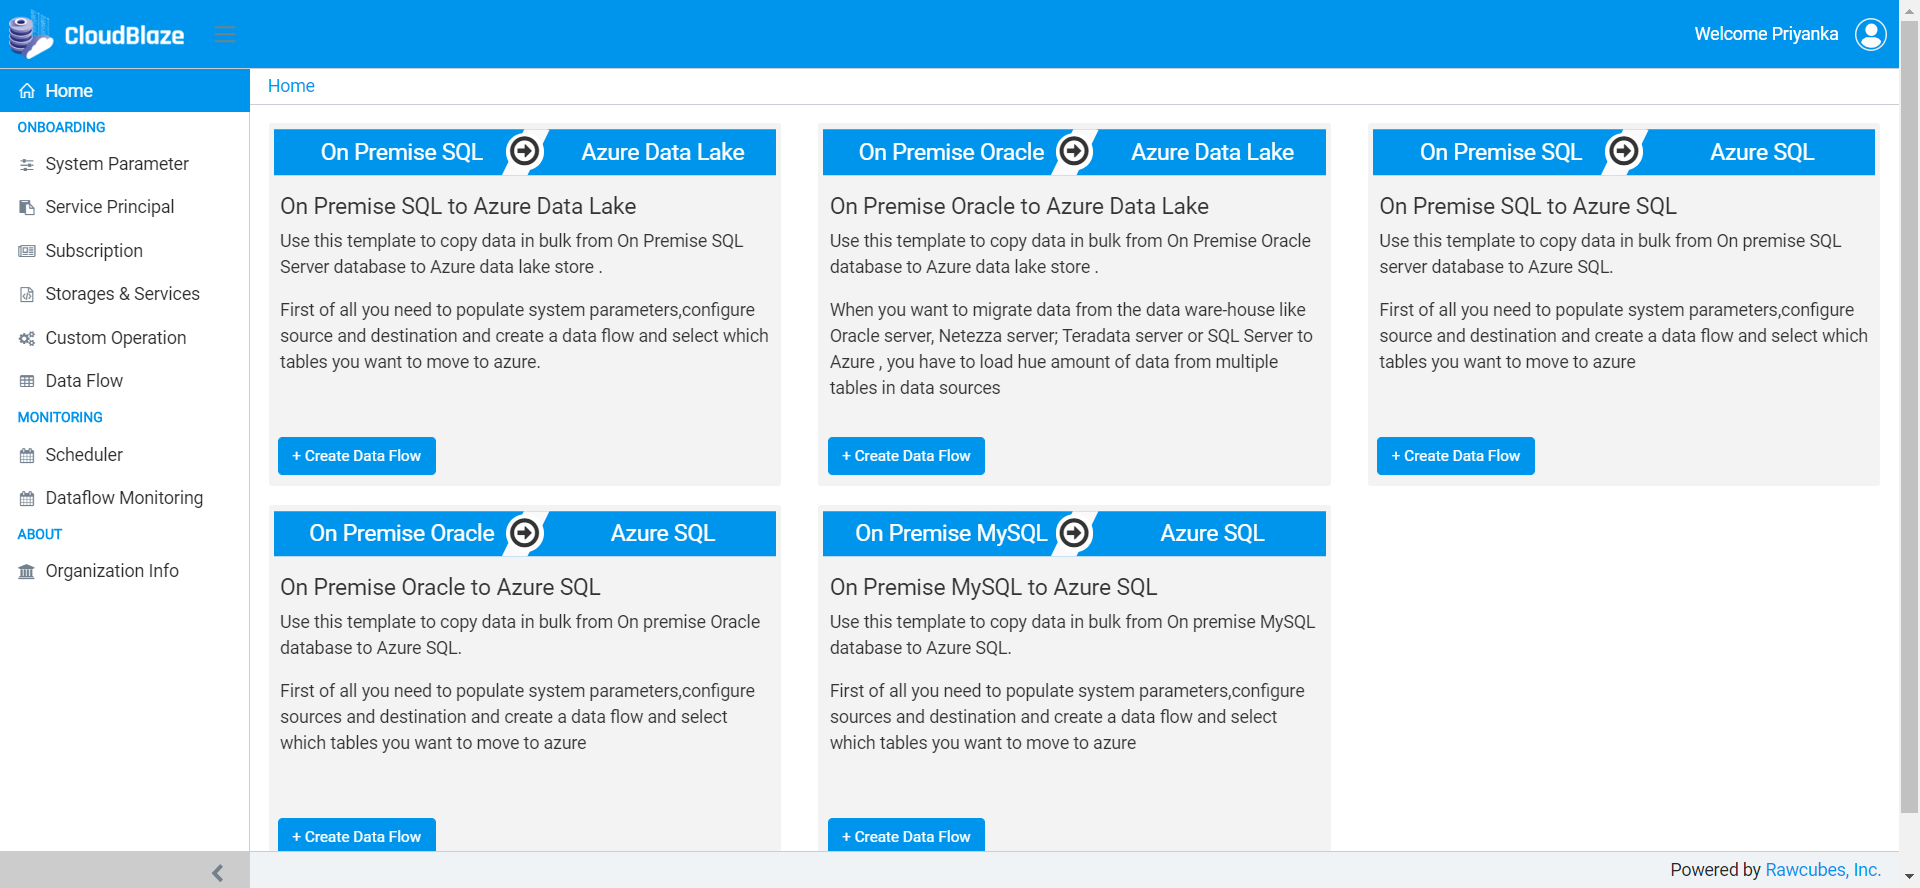 CloudBlaze
Welcome Priyanka
Home
ONBOARDING
System Parameter
Service Principal
Subscription
Storages & Services
Custom Operation
Data Flow
MONITORING
Scheduler
Dataflow Monitoring
ABOUT
Organization Info
Home
On Premise SQL Azure Data Lake
On Premise SQL to Azure Data Lake
Use this template to copy data in bulk from On Premise SQL
Server database to Azure data lake store .
First of all you need to populate system parameters,configure
source and destination and create a data flow and select which
tables you want to move to azure.
+ Create Data Flow
On Premise Oracle Azure Data Lake
On Premise Oracle to Azure Data Lake
Use this template to copy data in bulk from On Premise Oracle
database to Azure data lake store .
When you want to migrate data from the data ware-house like
Oracle server, Netezza server; Teradata server or SQL Server to
Azure , you have to load hue amount of data from multiple
tables in data sources
+ Create Data Flow
On Premise SQL Azure SQL
On Premise SQL to Azure SQL
Use this template to copy data in bulk from On premise SQL
server database to Azure SQL.
First of all you need to populate system parameters,configure
source and destination and create a data flow and select which
tables you want to move to azure
+ Create Data Flow
On Premise Oracle Azure SQL
On Premise Oracle to Azure SQL
Use this template to copy data in bulk from On premise Oracle
database to Azure SQL.
First of all you need to populate system parameters,configure
sources and destination and create a data flow and select
which tables you want to move to azure
+ Create Data Flow
On Premise MySQL Azure SQL
On Premise MySQL to Azure SQL
Use this template to copy data in bulk from On premise MySQL
database to Azure SQL.
First of all you need to populate system parameters,configure
sources and destination and create a data flow and select
which tables you want to move to azure
+ Create Data Flow
Powered by Rawcubes, Inc.